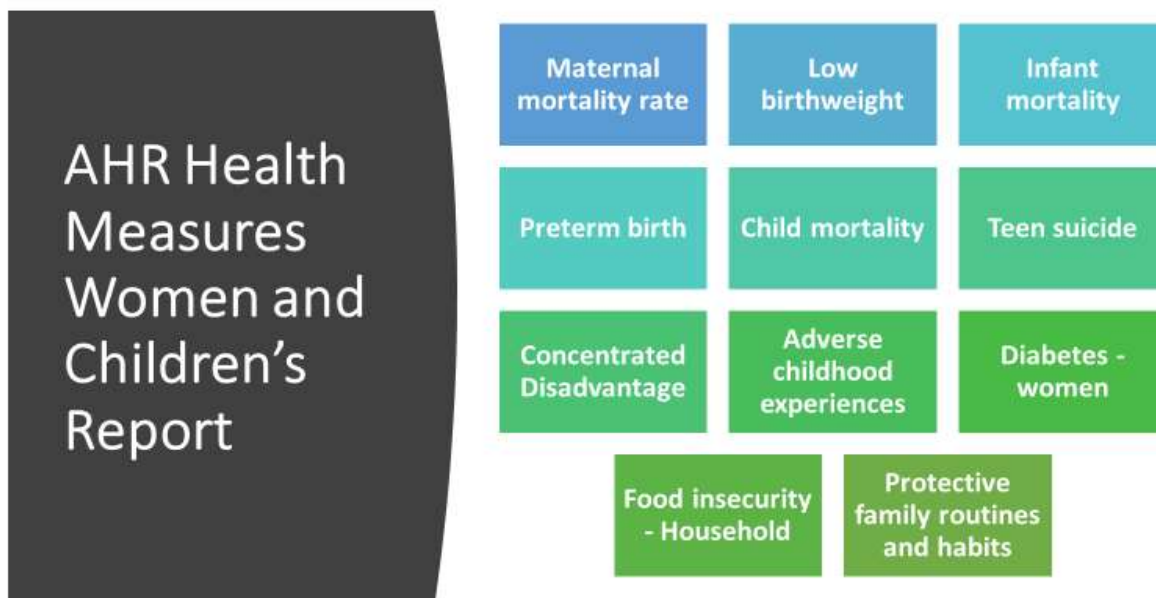 AHR Health
Measures
Women and
Children’s
Report
Maternal
mortality rate
Low
birthweight
Infant
mortality
Preterm birth
Child mortality
Teen suicide
Concentrated
Disadvantage
Adverse
childhood
experiences
Diabetes -
women
Food insecurity
- Household
Protective
family routines
and habits